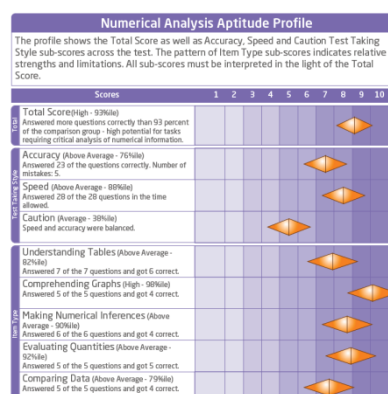 Numerical Analysis Aptitude Profile
The profile shows the Total Score as well as Accuracy, Speed and Caution Test Taking
Style sub-scores across the test. The pattern of Item Type sub-scores indicates relative
strengths and limitations. All sub-scores must be interpreted in the light of the Total
Score.
Scores 1 2 3 4 5 6 7 8 9 10
Total
Total Score(High - 93%ile)
Answered more questions correctly than 93 percent
of the comparison group - high potential for tasks
requiring critical analysis of numerical information.
Test Taking Style
Accuracy (Above Average - 76%ile)
Answered 23 of the questions correctly. Number of
mistakes: 5.
Speed (Above Average - 88%ile)
Answered 28 of the 28 questions in the time
allowed.
Caution (Average - 38%ile)
Speed and accuracy were balanced.
Item Type
Understanding Tables (Above Average -
82%ile)
Answered 7 of the 7 questions and got 6 correct.
Comprehending Graphs (High - 98%ile)
Answered 5 of the 5 questions and got 4 correct.
Making Numerical Inferences (Above
Average - 90%ile)
Answered 6 of the 6 questions and got 4 correct.
Evaluating Quantities (Above Average -
92%ile)
Answered 5 of the 5 questions and got 5 correct.
Comparing Data (Above Average - 79%ile)
Answered 5 of the 5 questions and got 4 correct.